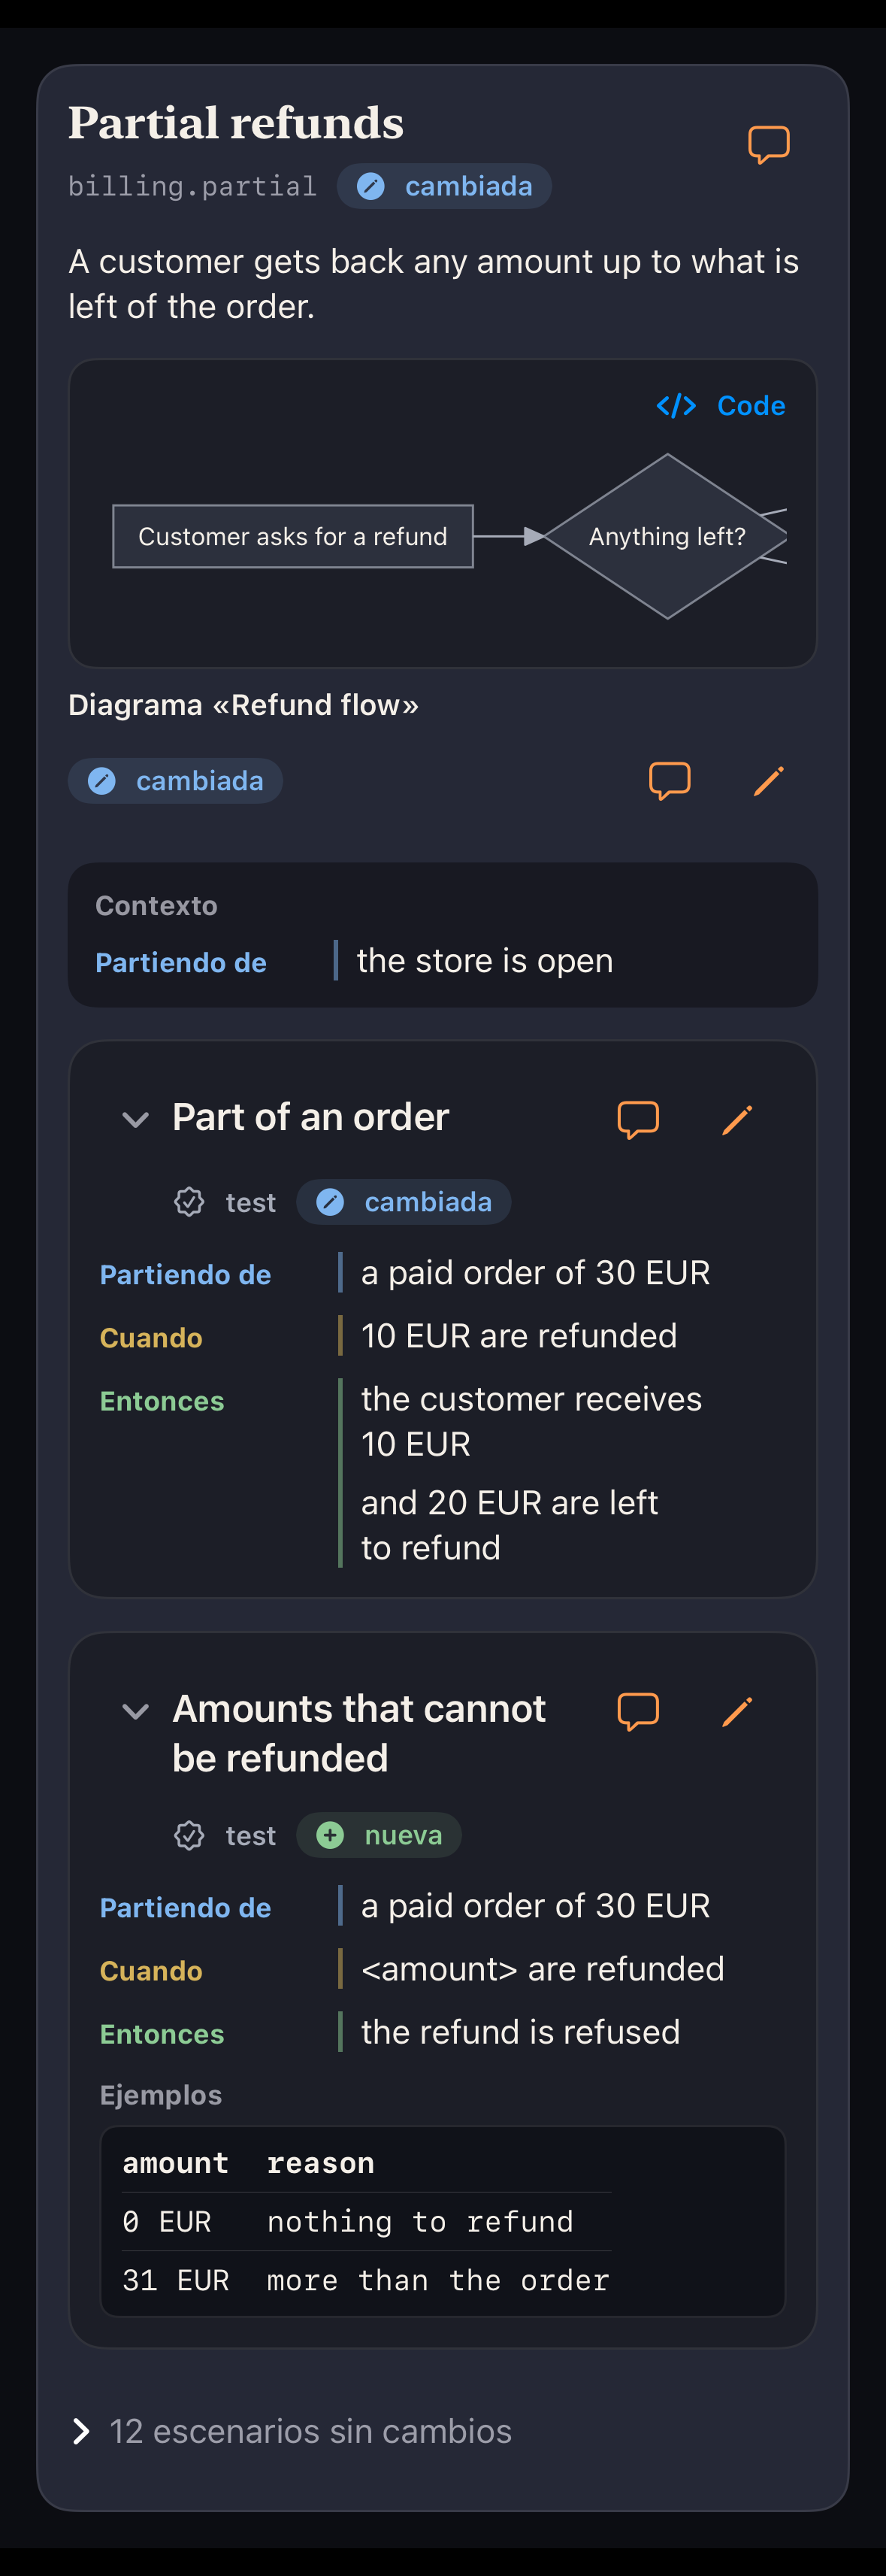 Partial refunds
billing.partial cambiada
A customer gets back any amount up to what is
left of the order.
</> Code
Customer asks for a refund
Anything left?
Diagrama «Refund flow»
cambiada
Contexto
Partiendo de the store is open
Part of an order
test cambiada
Partiendo de a paid order of 30 EUR
Cuando 10 EUR are refunded
Entonces the customer receives
10 EUR
and 20 EUR are left
to refund
Amounts that cannot
be refunded
test nueva
Partiendo de a paid order of 30 EUR
Cuando <amount> are refunded
Entonces the refund is refused
Ejemplos
amount reason
0 EUR nothing to refund
31 EUR more than the order
12 escenarios sin cambios